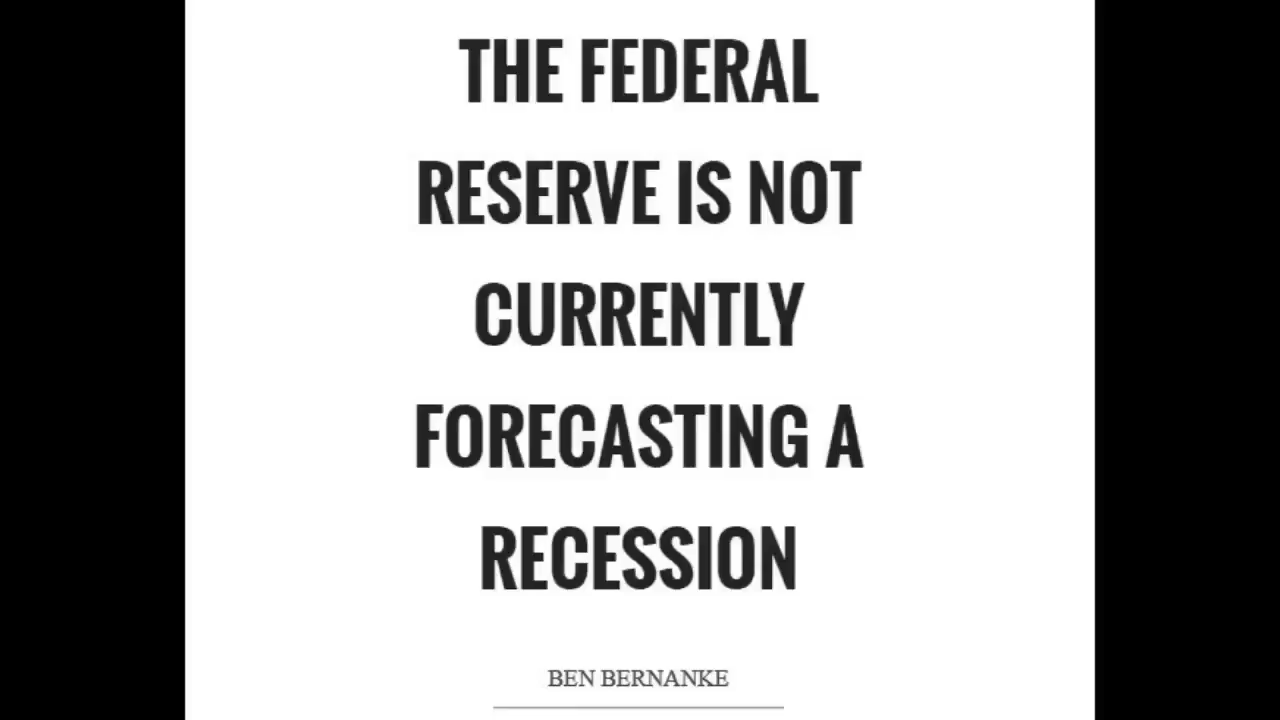 THE FEDERAL
RESERVE IS NOT
CURRENTLY
FORECASTING A
RECESSION
BEN BERNANKE